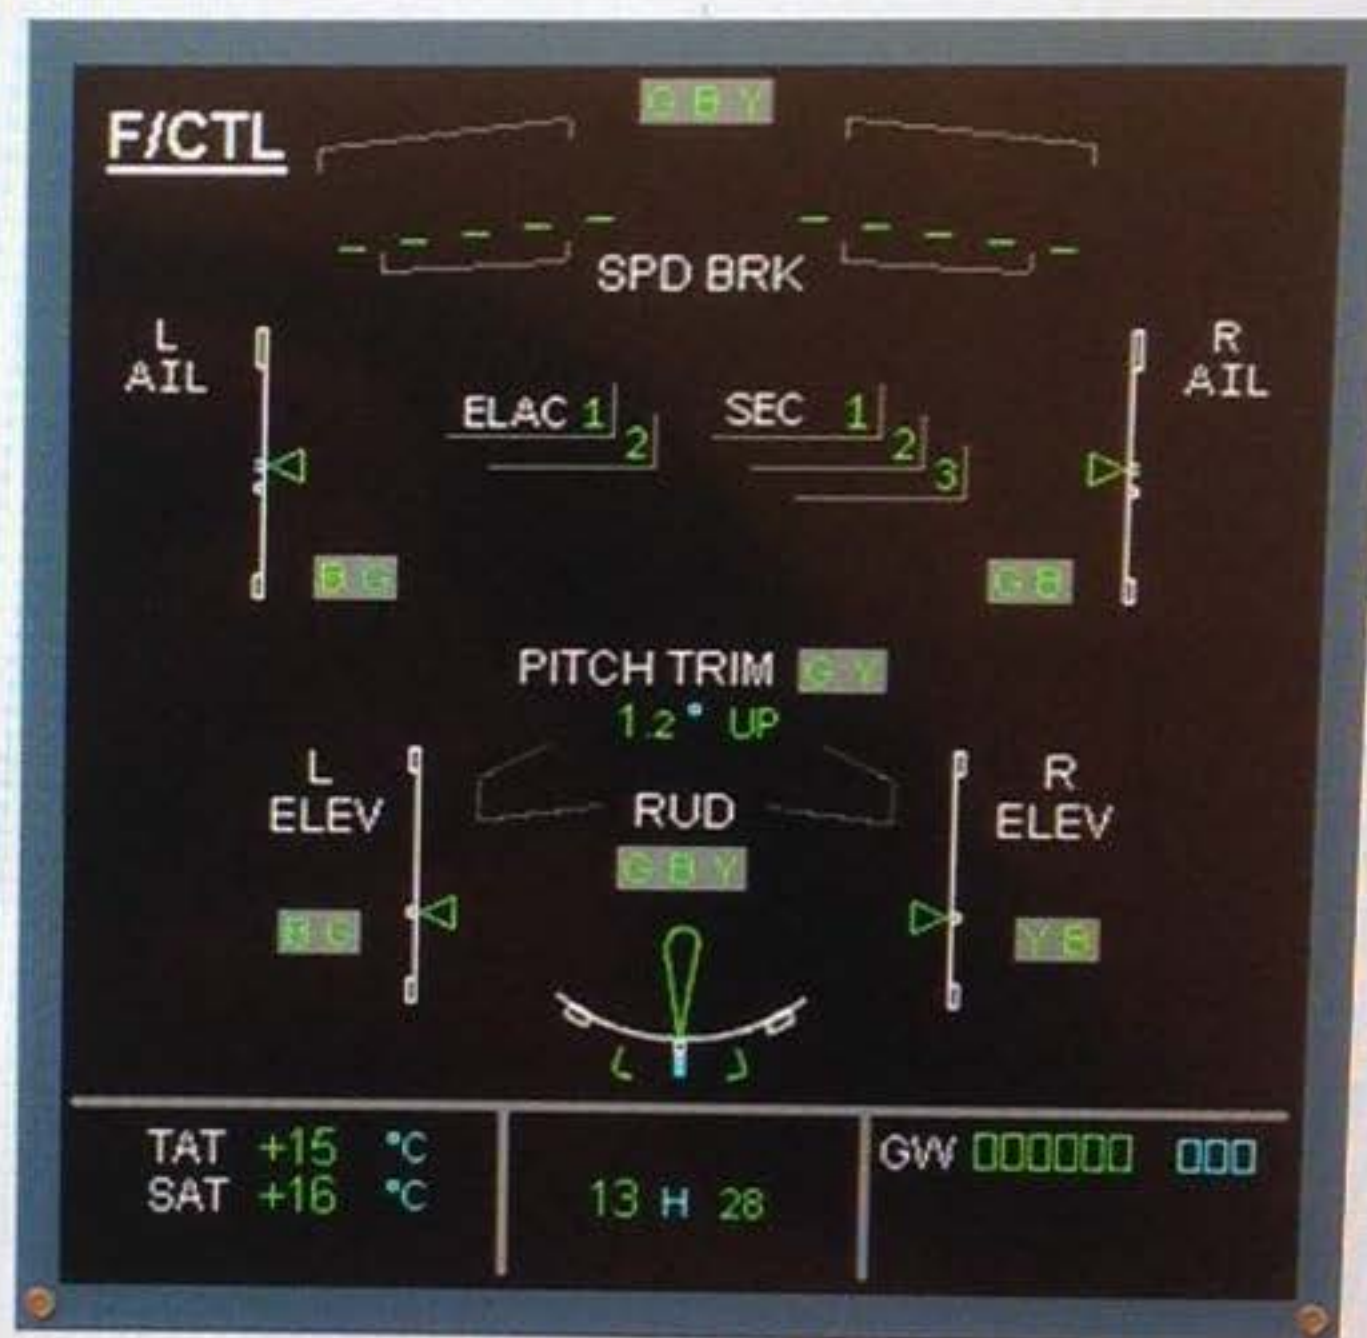 G B Y
F/CTL
SPD BRK
L
AIL
R
AIL
ELAC 1
2
SEC 1
2
3
B G
G B
PITCH TRIM G Y
1.2° UP
L
ELEV
RUD
R
ELEV
G B Y
B G
Y B
TAT +15 °C
SAT +16 °C
13 H 28
GW